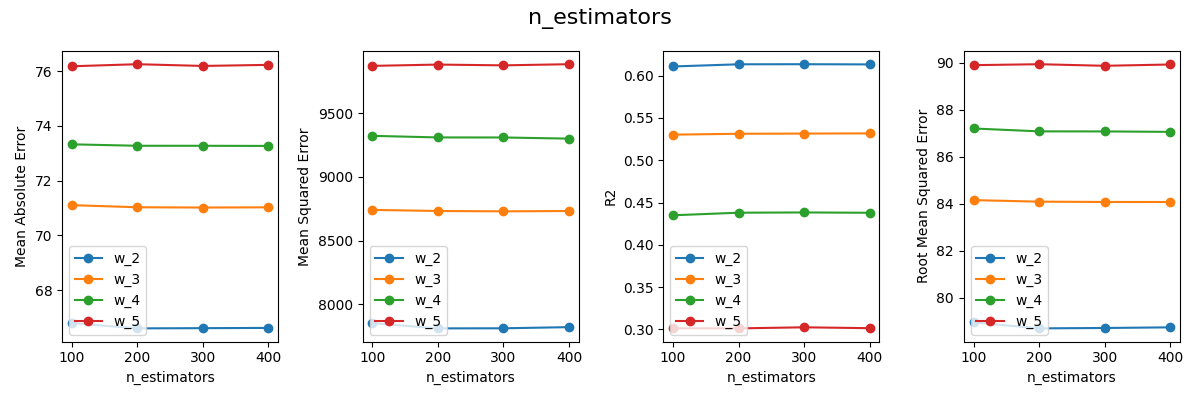 n_estimators
Mean Absolute Error
76
74
72
70
68
w_2
w_3
w_4
w_5
100
200
300
400
n_estimators
Mean Squared Error
9500
9000
8500
8000
w_2
w_3
w_4
w_5
100
200
300
400
n_estimators
R2
0.60
0.55
0.50
0.45
0.40
0.35
0.30
w_2
w_3
w_4
w_5
100
200
300
400
n_estimators
Root Mean Squared Error
90
88
86
84
82
80
w_2
w_3
w_4
w_5
100
200
300
400
n_estimators